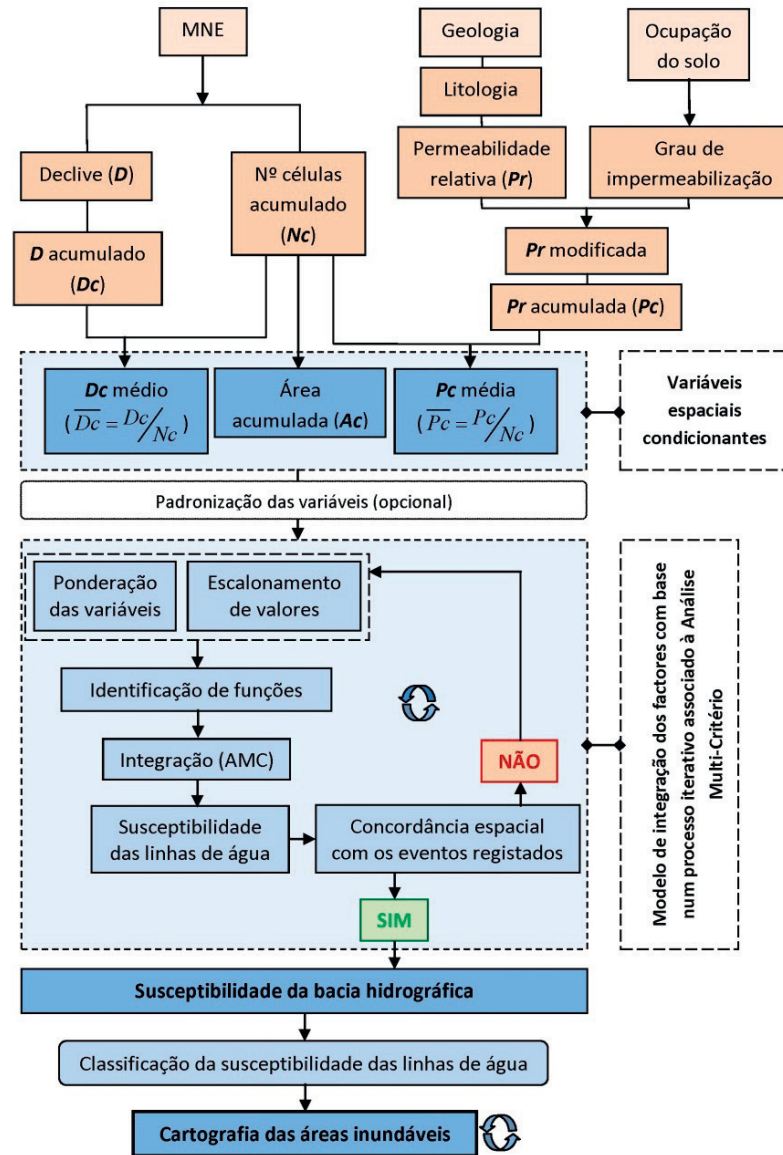 MNE
Geologia
Ocupação
do solo
Litologia
Declive (D)
Nº células
acumulado
(Nc)
Permeabilidade
relativa (Pr)
Grau de
impermeabilização
D acumulado
(Dc)
Pr modificada
Pr acumulada (Pc)
Dc médio
(Dc = Dc/Nc)
Área
acumulada (Ac)
Pc média
(Pc = Pc/Nc)
Variáveis
espaciais
condicionantes
Padronização das variáveis (opcional)
Ponderação
das variáveis
Escalonamento
de valores
Identificação de funções
Integração (AMC)
NÃO
Susceptibilidade
das linhas de água
Concordância espacial
com os eventos registados
SIM
Modelo de integração dos factores com base
num processo iterativo associado à Análise
Multi-Critério
Susceptibilidade da bacia hidrográfica
Classificação da susceptibilidade das linhas de água
Cartografia das áreas inundáveis